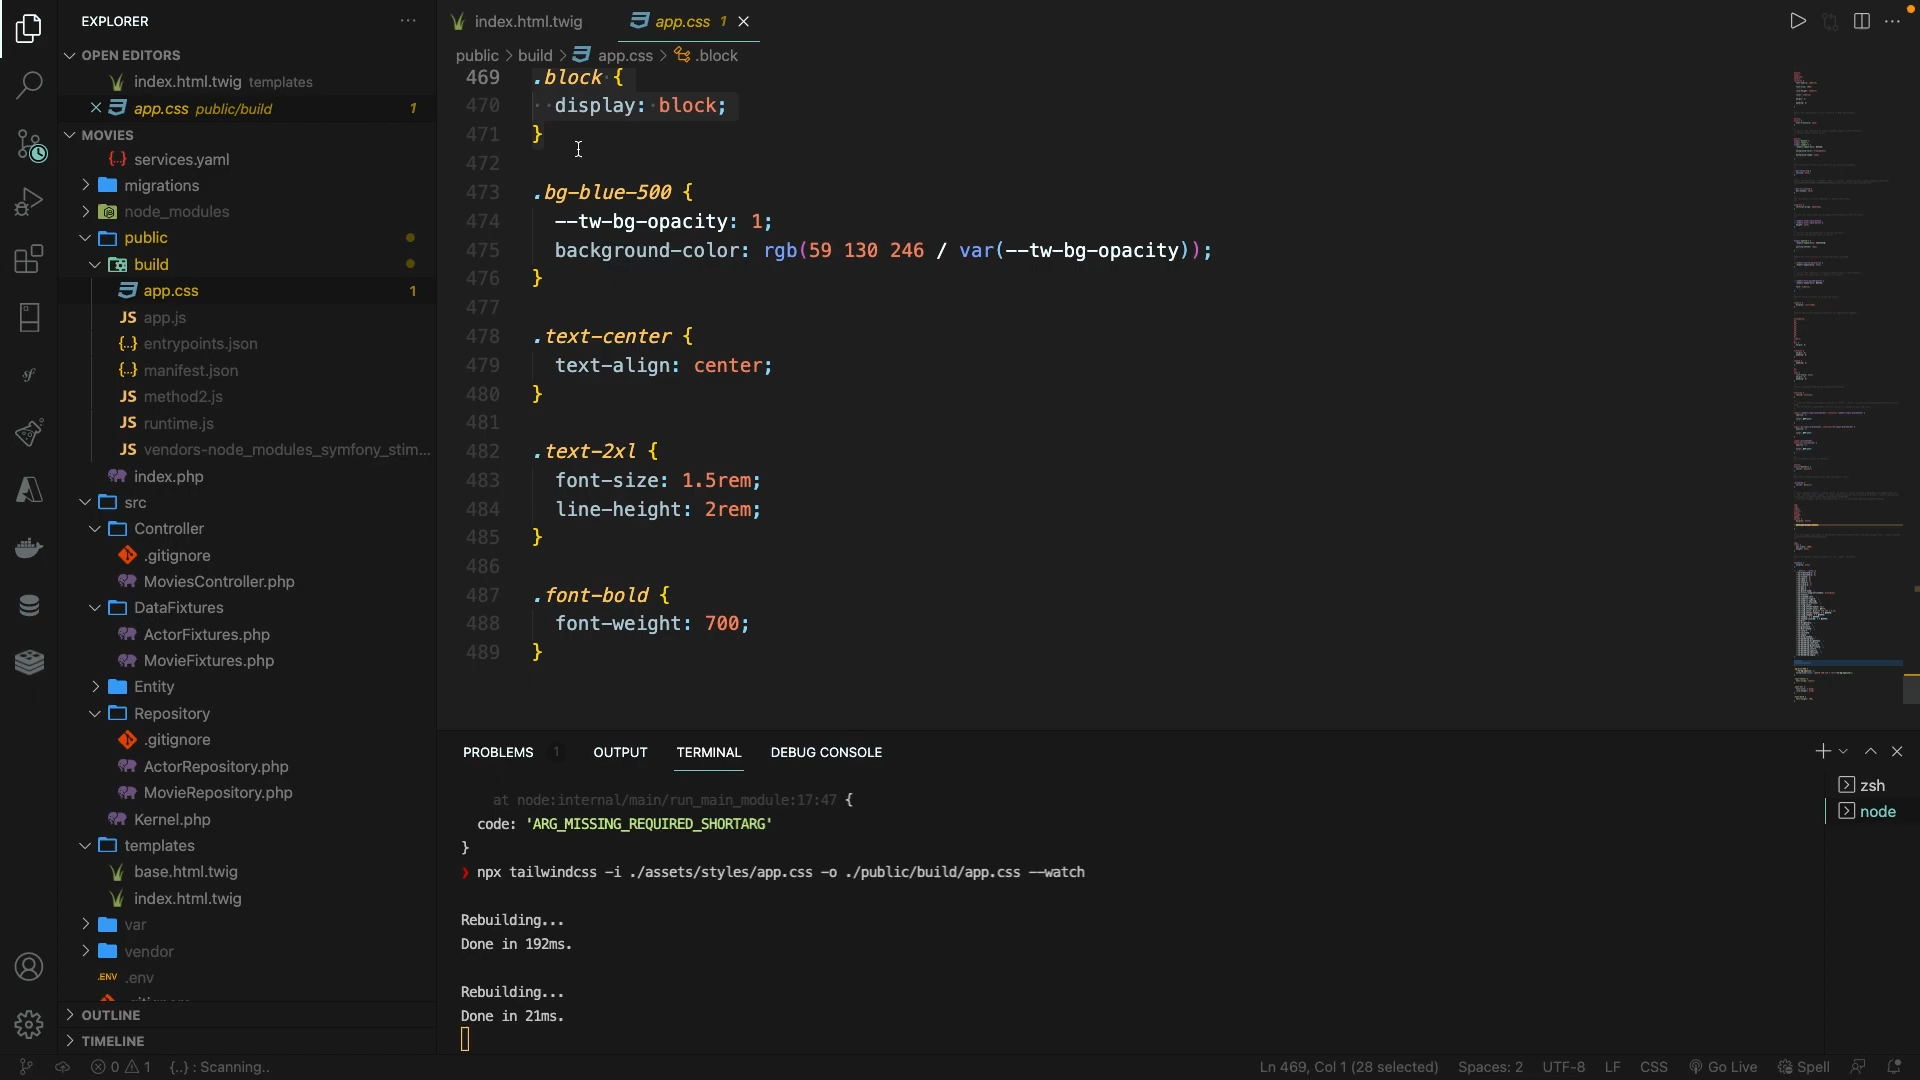 EXPLORER
OPEN EDITORS
index.html.twig templates
app.css public/build 1
MOVIES
services.yaml
migrations
node_modules
public
build
app.css 1
JS app.js
{..} entrypoints.json
{..} manifest.json
JS method2.js
JS runtime.js
JS vendors-node_modules_symfony_stim...
index.php
src
Controller
.gitignore
MoviesController.php
DataFixtures
ActorFixtures.php
MovieFixtures.php
Entity
Repository
.gitignore
ActorRepository.php
MovieRepository.php
Kernel.php
templates
base.html.twig
index.html.twig
var
vendor
.ENV .env
OUTLINE
TIMELINE
index.html.twig
app.css 1
public > build > app.css > .block
469 .block {
470 display: block;
471 }
472
473 .bg-blue-500 {
474 --tw-bg-opacity: 1;
475 background-color: rgb(59 130 246 / var(--tw-bg-opacity));
476 }
477
478 .text-center {
479 text-align: center;
480 }
481
482 .text-2xl {
483 font-size: 1.5rem;
484 line-height: 2rem;
485 }
486
487 .font-bold {
488 font-weight: 700;
489 }
PROBLEMS 1 OUTPUT TERMINAL DEBUG CONSOLE
at node:internal/main/run_main_module:17:47 {
code: 'ARG_MISSING_REQUIRED_SHORTARG'
}
❯ npx tailwindcss -i ./assets/styles/app.css -o ./public/build/app.css --watch
Rebuilding...
Done in 192ms.
Rebuilding...
Done in 21ms.
zsh
node
0 1 {..} : Scanning.. Ln 469, Col 1 (28 selected) Spaces: 2 UTF-8 LF CSS Go Live Spell